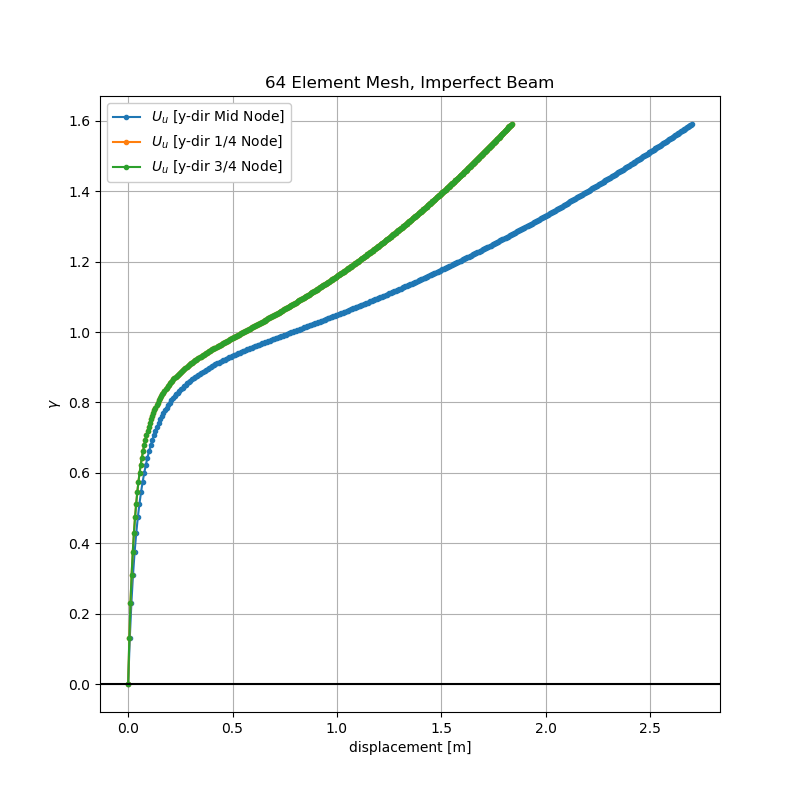 64 Element Mesh, Imperfect Beam
U_u [y-dir Mid Node]
U_u [y-dir 1/4 Node]
U_u [y-dir 3/4 Node]
1.6
1.4
1.2
1.0
0.8
0.6
0.4
0.2
0.0
γ
0.0 0.5 1.0 1.5 2.0 2.5
displacement [m]